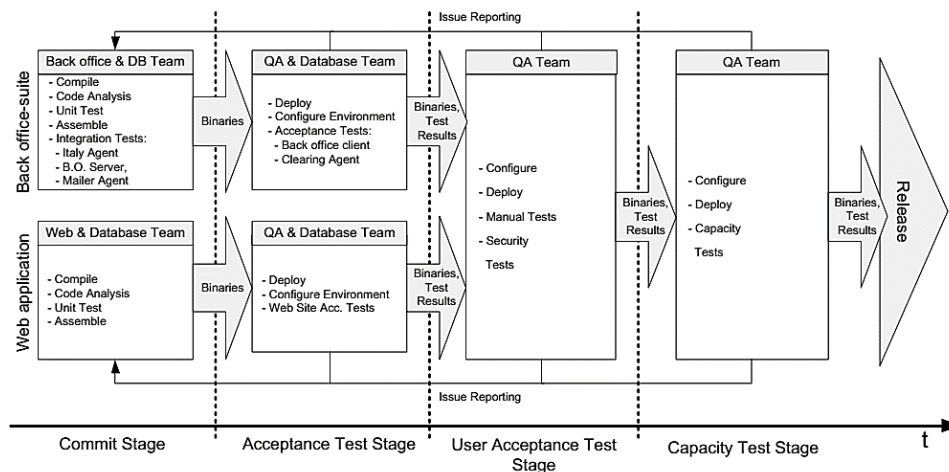 Issue Reporting
Back office-suite
Back office & DB Team
- Compile
- Code Analysis
- Unit Test
- Assemble
- Integration Tests:
- Italy Agent
- B.O. Server,
- Mailer Agent
Binaries
QA & Database Team
- Deploy
- Configure Environment
- Acceptance Tests:
- Back office client
- Clearing Agent
Binaries,
Test
Results
QA Team
- Configure
- Deploy
- Manual Tests
- Security
Tests
Binaries,
Test
Results
QA Team
- Configure
- Deploy
- Capacity
Tests
Binaries,
Test
Results
Release
Web application
Web & Database Team
- Compile
- Code Analysis
- Unit Test
- Assemble
Binaries
QA & Database Team
- Deploy
- Configure Environment
- Web Site Acc. Tests
Binaries,
Test
Results
Issue Reporting
Commit Stage
Acceptance Test Stage
User Acceptance Test
Stage
Capacity Test Stage
t